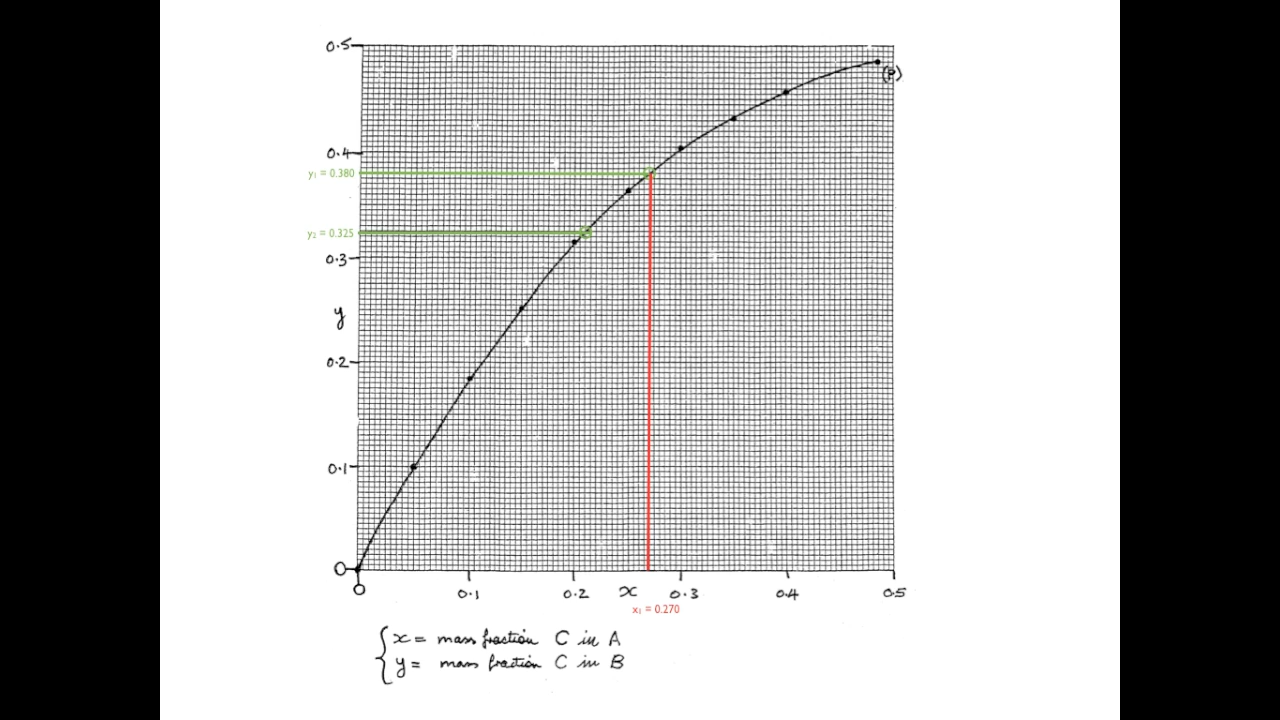 0.5
(P)
0.4
y₁ = 0.380
y₂ = 0.325
0.3
y
0.2
0.1
0
0 0.1 0.2 x 0.3 0.4 0.5
x₁ = 0.270
x = mass fraction C in A
y = mass fraction C in B